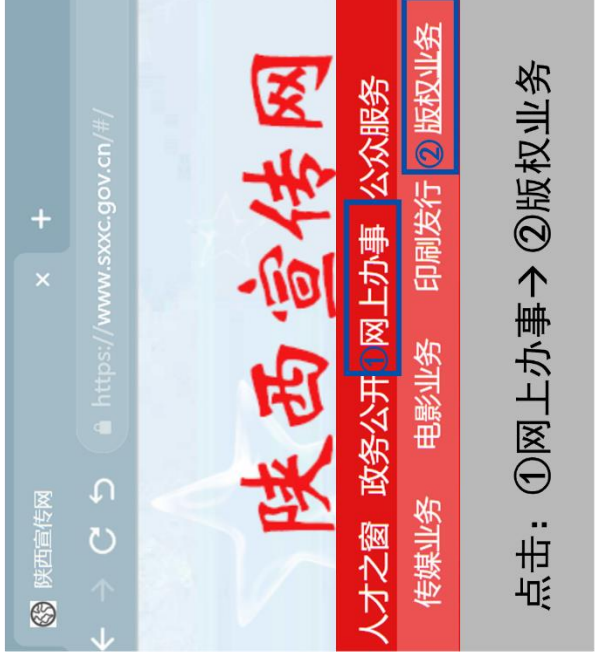 陕西宣传网
https://www.sxxc.gov.cn/#/
陕西宣传网
人才之窗 政务公开 ①网上办事 公众服务
传媒业务 电影业务 印刷发行 ②版权业务
点击：①网上办事→②版权业务